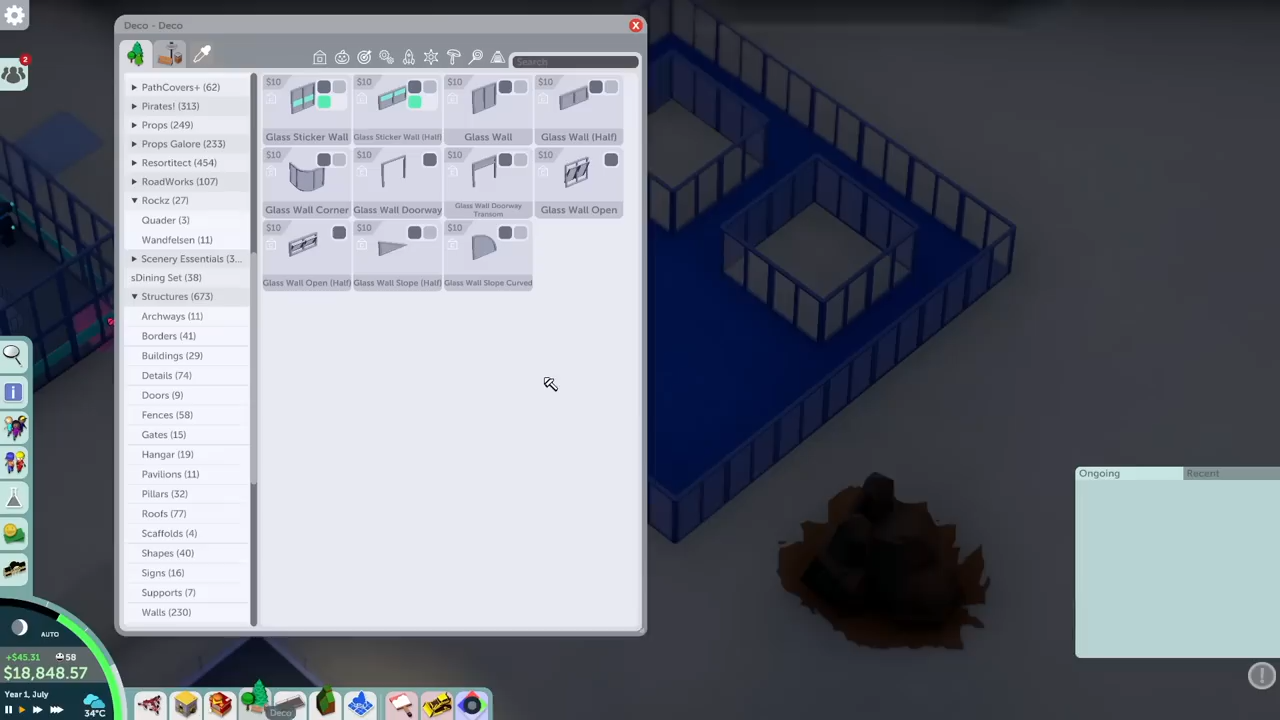 Deco - Deco
2
Search
PathCovers+ (62)
Pirates! (313)
Props (249)
Props Galore (233)
Resortitect (454)
RoadWorks (107)
Rockz (27)
Quader (3)
Wandfelsen (11)
Scenery Essentials (3...
sDining Set (38)
Structures (673)
Archways (11)
Borders (41)
Buildings (29)
Details (74)
Doors (9)
Fences (58)
Gates (15)
Hangar (19)
Pavilions (11)
Pillars (32)
Roofs (77)
Scaffolds (4)
Shapes (40)
Signs (16)
Supports (7)
Walls (230)
$10 $10 $10 $10
Glass Sticker Wall Glass Sticker Wall (Half) Glass Wall Glass Wall (Half)
$10 $10 $10 $10
Glass Wall Corner Glass Wall Doorway Glass Wall Doorway Transom Glass Wall Open
$10 $10 $10
Glass Wall Open (Half) Glass Wall Slope (Half) Glass Wall Slope Curved
Ongoing Recent
AUTO
+$45.31 58
$18,848.57
Year 1, July
34°C
Deco